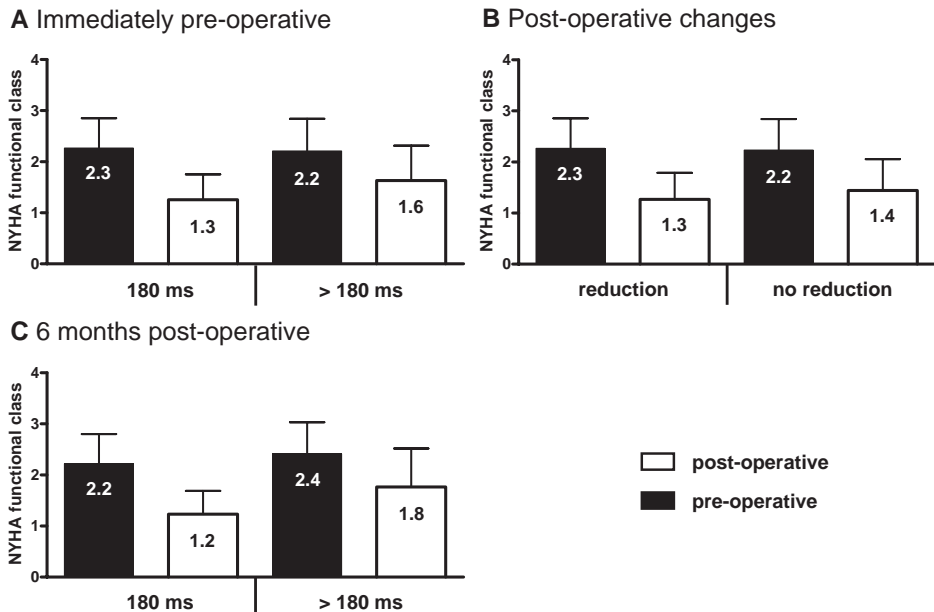 A Immediately pre-operative
NYHA functional class
4
3
2
1
0
2.3
1.3
2.2
1.6
180 ms
> 180 ms
B Post-operative changes
NYHA functional class
4
3
2
1
0
2.3
1.3
2.2
1.4
reduction
no reduction
C 6 months post-operative
NYHA functional class
4
3
2
1
0
2.2
1.2
2.4
1.8
180 ms
> 180 ms
post-operative
pre-operative